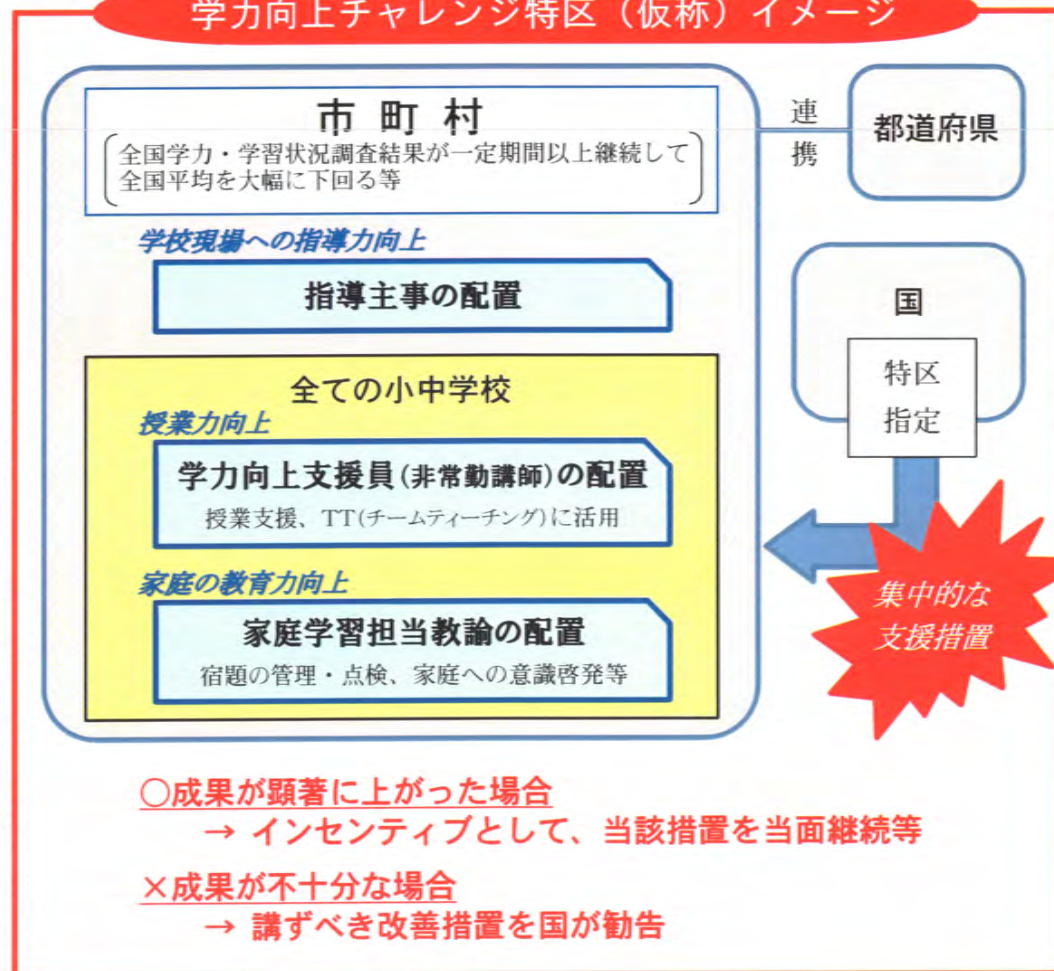 学力向上チャレンジ特区（仮称）イメージ
市町村
全国学力・学習状況調査結果が一定期間以上継続して
全国平均を大幅に下回る等
連携
都道府県
学校現場への指導力向上
指導主事の配置
国
特区
指定
全ての小中学校
授業力向上
学力向上支援員(非常勤講師)の配置
授業支援、TT(チームティーチング)に活用
家庭の教育力向上
家庭学習担当教諭の配置
宿題の管理・点検、家庭への意識啓発等
集中的な
支援措置
○成果が顕著に上がった場合
→ インセンティブとして、当該措置を当面継続等
×成果が不十分な場合
→ 講ずべき改善措置を国が勧告